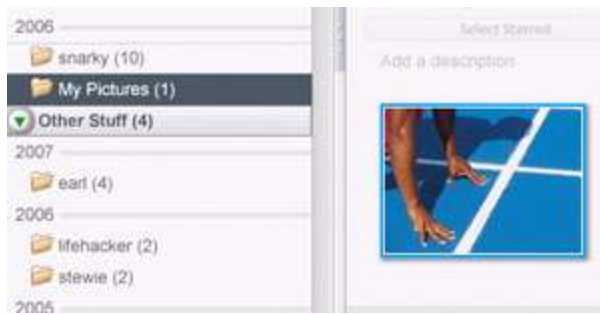 2006
snarky (10)
My Pictures (1)
Other Stuff (4)
2007
earl (4)
2006
lifehacker (2)
stewie (2)
2005
Select Starred
Add a description